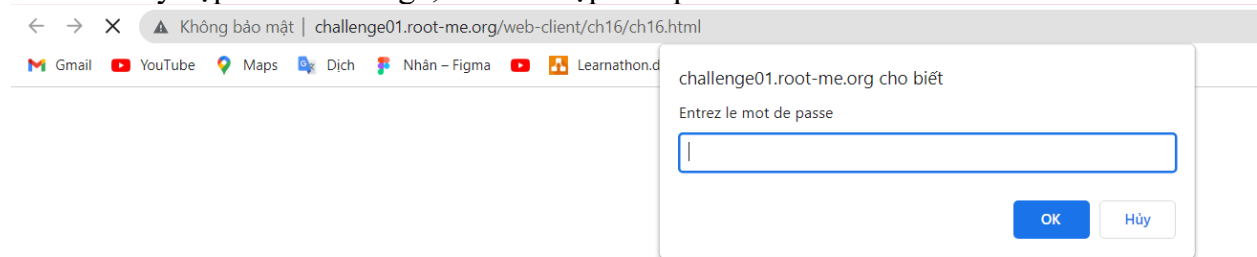 Không bảo mật | challenge01.root-me.org/web-client/ch16/ch16.html
Gmail YouTube Maps Dịch Nhân – Figma Learnathon.d
challenge01.root-me.org cho biết
Entrez le mot de passe
OK Hủy